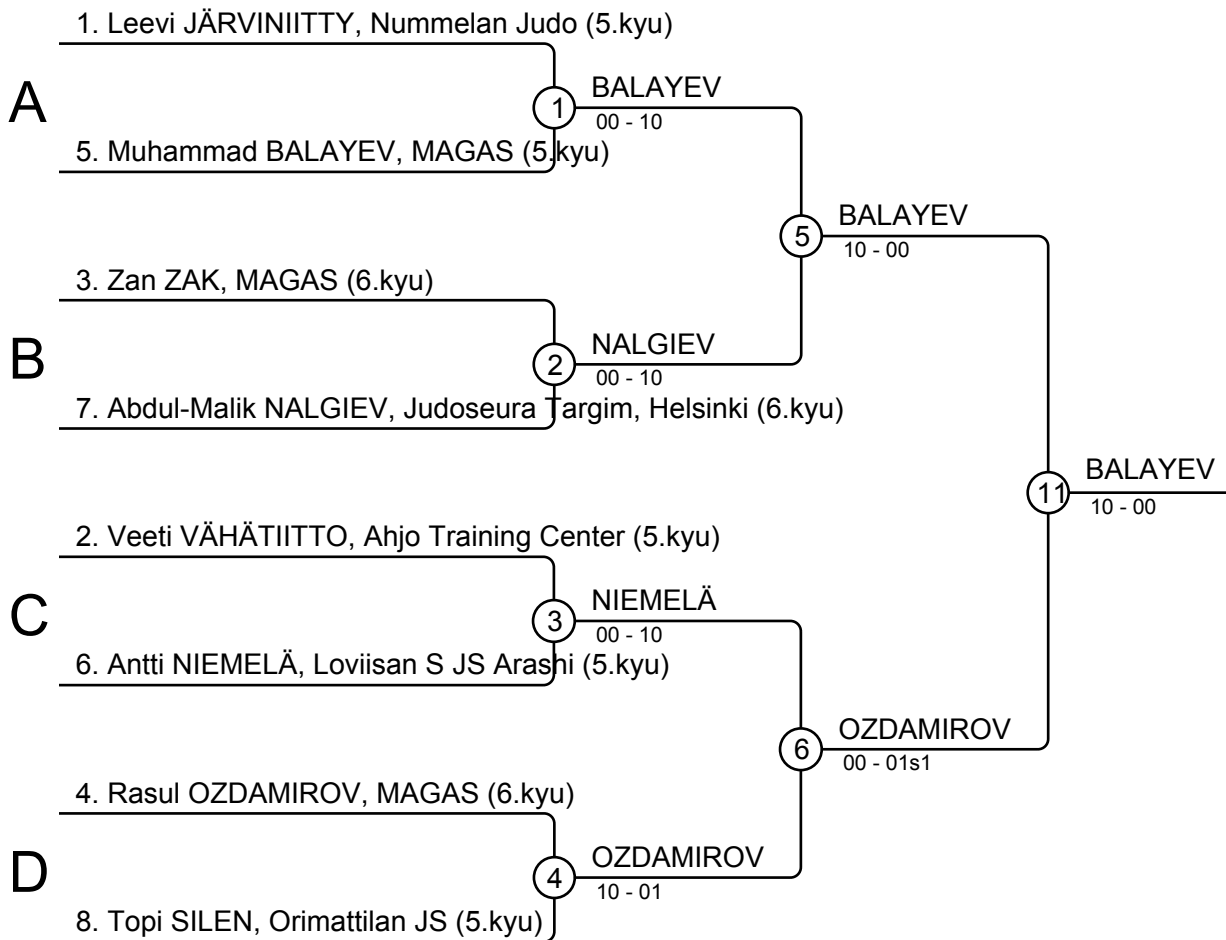 1. Leevi JÄRVINIITTY, Nummelan Judo (5.kyu)
A
1
BALAYEV
00 - 10
5. Muhammad BALAYEV, MAGAS (5.kyu)
5
BALAYEV
10 - 00
3. Zan ZAK, MAGAS (6.kyu)
B
2
NALGIEV
00 - 10
7. Abdul-Malik NALGIEV, Judoseura Targim, Helsinki (6.kyu)
11
BALAYEV
10 - 00
2. Veeti VÄHÄTIITTO, Ahjo Training Center (5.kyu)
C
3
NIEMELÄ
00 - 10
6. Antti NIEMELÄ, Loviisan S JS Arashi (5.kyu)
6
OZDAMIROV
00 - 01s1
4. Rasul OZDAMIROV, MAGAS (6.kyu)
D
4
OZDAMIROV
10 - 01
8. Topi SILEN, Orimattilan JS (5.kyu)